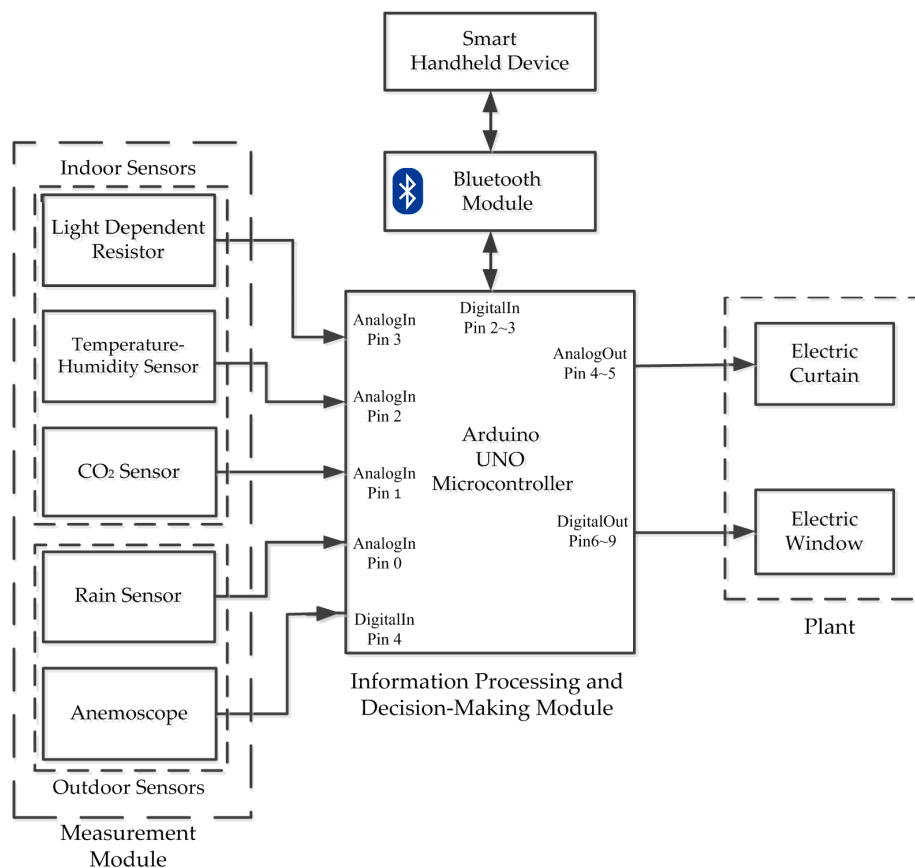 Smart
Handheld Device
Bluetooth
Module
Indoor Sensors
Light Dependent
Resistor
Temperature-
Humidity Sensor
CO₂ Sensor
Rain Sensor
Anemoscope
Outdoor Sensors
Measurement
Module
DigitalIn
Pin 2~3
AnalogIn
Pin 3
AnalogIn
Pin 2
AnalogIn
Pin 1
AnalogIn
Pin 0
DigitalIn
Pin 4
Arduino
UNO
Microcontroller
AnalogOut
Pin 4~5
DigitalOut
Pin6~9
Information Processing and
Decision-Making Module
Electric
Curtain
Electric
Window
Plant